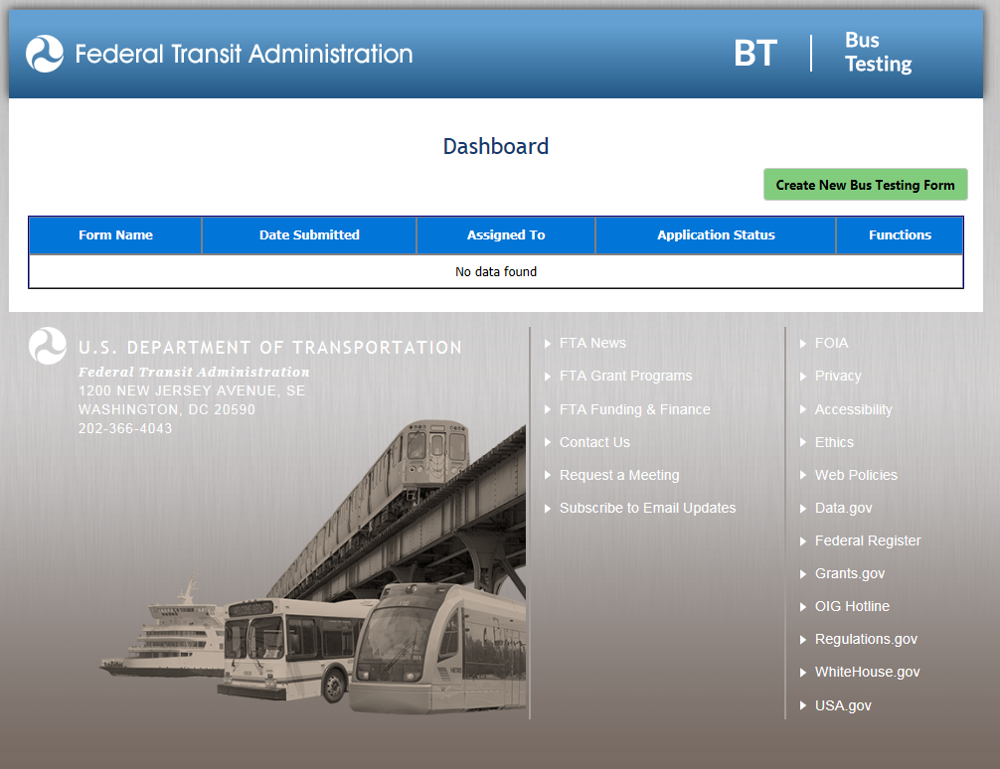 Federal Transit Administration
BT
Bus
Testing
Dashboard
Create New Bus Testing Form
Form Name
Date Submitted
Assigned To
Application Status
Functions
No data found
U.S. DEPARTMENT OF TRANSPORTATION
Federal Transit Administration
1200 NEW JERSEY AVENUE, SE
WASHINGTON, DC 20590
202-366-4043
FTA News
FTA Grant Programs
FTA Funding & Finance
Contact Us
Request a Meeting
Subscribe to Email Updates
FOIA
Privacy
Accessibility
Ethics
Web Policies
Data.gov
Federal Register
Grants.gov
OIG Hotline
Regulations.gov
WhiteHouse.gov
USA.gov